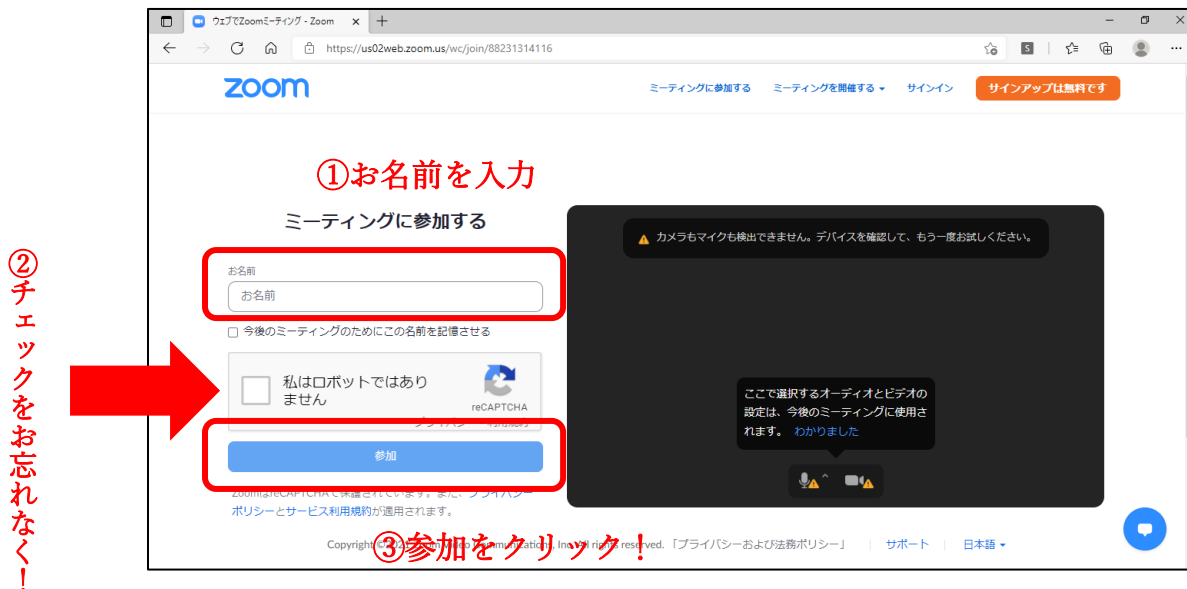 ウェブでZoomミーティング - Zoom
https://us02web.zoom.us/wc/join/88231314116
zoom
ミーティングに参加する
ミーティングを開催する
サインイン
サインアップは無料です
①お名前を入力
ミーティングに参加する
お名前
お名前
今後のミーティングのためにこの名前を記憶させる
②チェックをお忘れなく!
私はロボットではあり
ません
reCAPTCHA
参加
ZoomはreCAPTCHAで保護されています。また、プライバシー
ポリシーとサービス利用規約が適用されます。
カメラもマイクも検出できません。デバイスを確認して、もう一度お試しください。
ここで選択するオーディオとビデオの
設定は、今後のミーティングに使用さ
れます。 わかりました
③参加をクリック!
Copyright Video Communications, Inc. All rights reserved. 「プライバシーおよび法務ポリシー」
サポート
日本語